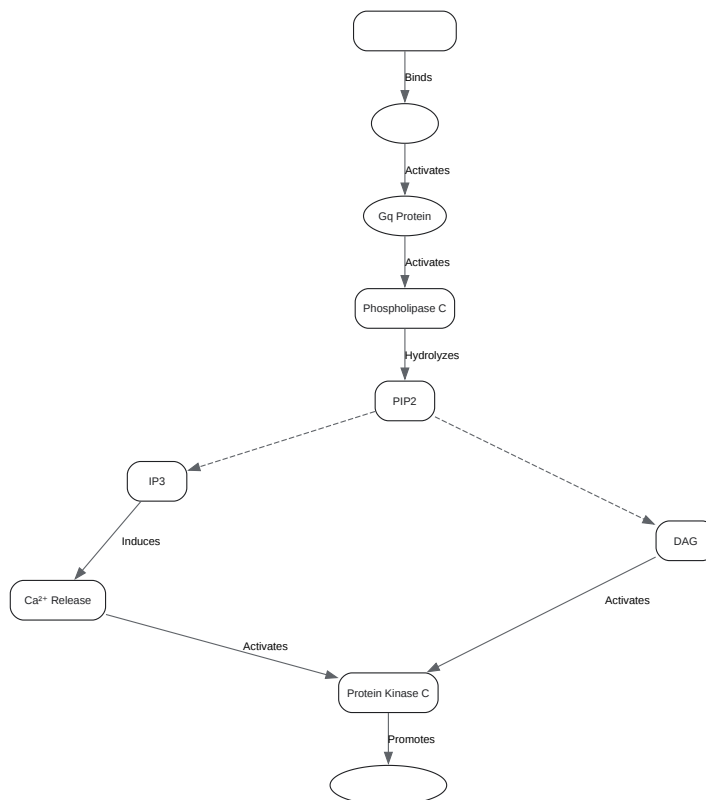 Binds
Activates
Gq Protein
Activates
Phospholipase C
Hydrolyzes
PIP2
IP3
Induces
DAG
Ca²⁺ Release
Activates
Activates
Protein Kinase C
Promotes